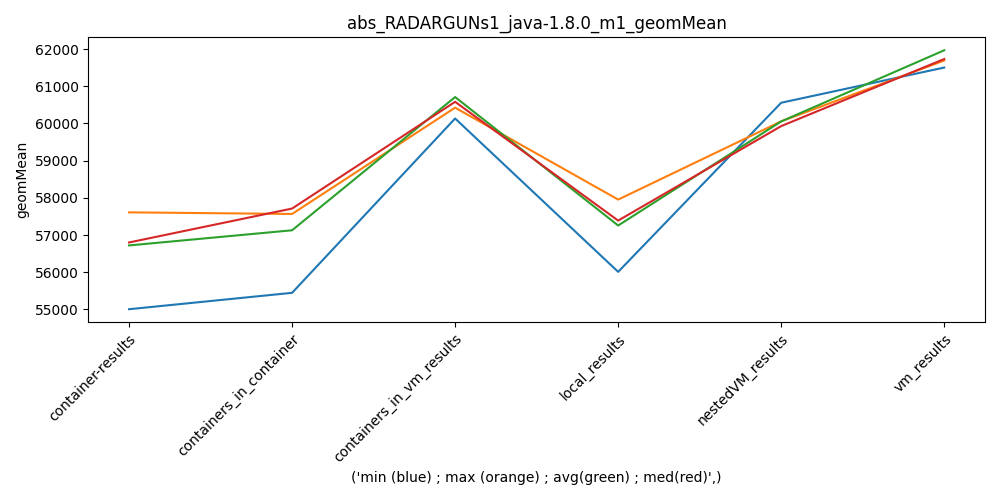 abs_RADARGUNs1_java-1.8.0_m1_geomMean
geomMean
62000
61000
60000
59000
58000
57000
56000
55000
container-results
containers_in_container
containers_in_vm_results
local_results
nestedVM_results
vm_results
('min (blue) ; max (orange) ; avg(green) ; med(red)',)